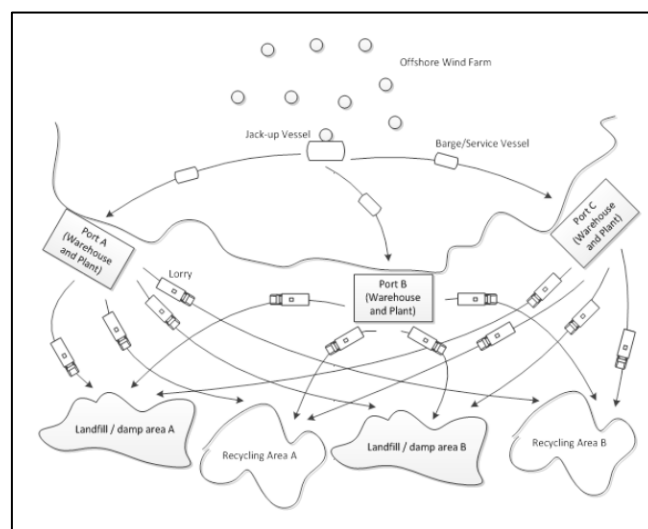 Offshore Wind Farm
Jack-up Vessel
Barge/Service Vessel
Port A
(Warehouse
and Plant)
Port C
(Warehouse
and Plant)
Lorry
Port B
(Warehouse
and Plant)
Landfill / damp area A
Recycling Area A
Landfill / damp area B
Recycling Area B